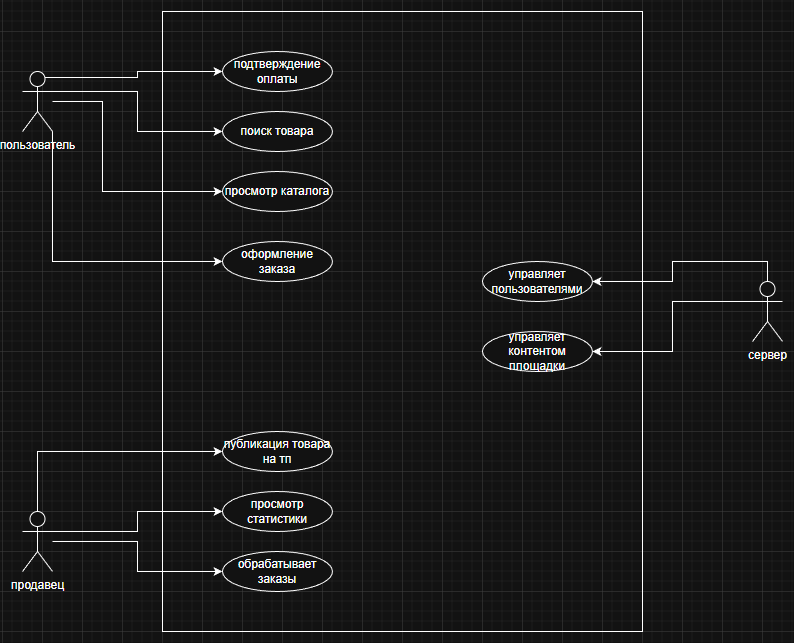 подтверждение
оплаты
пользователь
поиск товара
просмотр каталога
оформление
заказа
управляет
пользователями
управляет
контентом
площадки
сервер
публикация товара
на тп
просмотр
статистики
обрабатывает
заказы
продавец